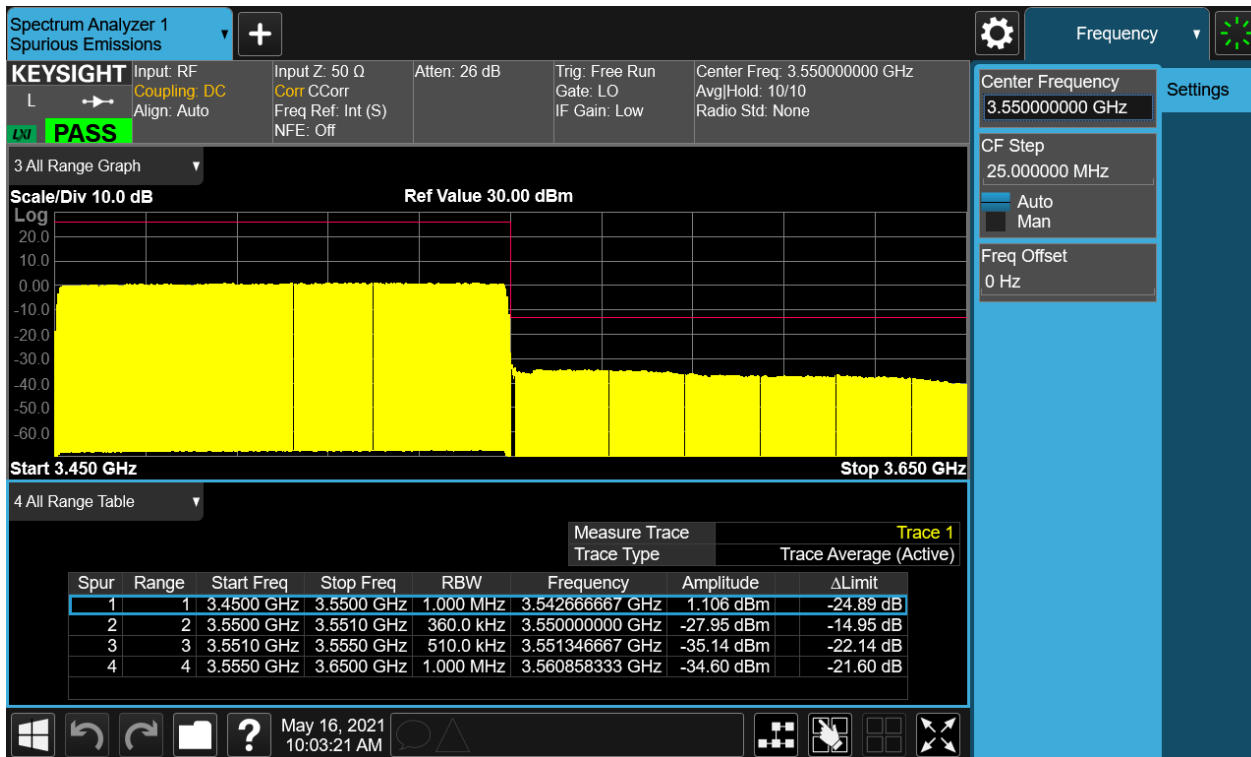 Spectrum Analyzer 1
Spurious Emissions
Frequency
KEYSIGHT
L
LXI
PASS
Input: RF
Coupling: DC
Align: Auto
Input Z: 50 Ω
Corr CCorr
Freq Ref: Int (S)
NFE: Off
Atten: 26 dB
Trig: Free Run
Gate: LO
IF Gain: Low
Center Freq: 3.550000000 GHz
Avg|Hold: 10/10
Radio Std: None
Center Frequency
3.550000000 GHz
Settings
CF Step
25.000000 MHz
Auto
Man
Freq Offset
0 Hz
3 All Range Graph
Scale/Div 10.0 dB Ref Value 30.00 dBm
Log
20.0
10.0
0.00
-10.0
-20.0
-30.0
-40.0
-50.0
-60.0
Start 3.450 GHz Stop 3.650 GHz
4 All Range Table
Measure Trace Trace 1
Trace Type Trace Average (Active)
Spur Range Start Freq Stop Freq RBW Frequency Amplitude ΔLimit
1 1 3.4500 GHz 3.5500 GHz 1.000 MHz 3.542666667 GHz 1.106 dBm -24.89 dB
2 2 3.5500 GHz 3.5510 GHz 360.0 kHz 3.550000000 GHz -27.95 dBm -14.95 dB
3 3 3.5510 GHz 3.5550 GHz 510.0 kHz 3.551346667 GHz -35.14 dBm -22.14 dB
4 4 3.5550 GHz 3.6500 GHz 1.000 MHz 3.560858333 GHz -34.60 dBm -21.60 dB
?
May 16, 2021
10:03:21 AM